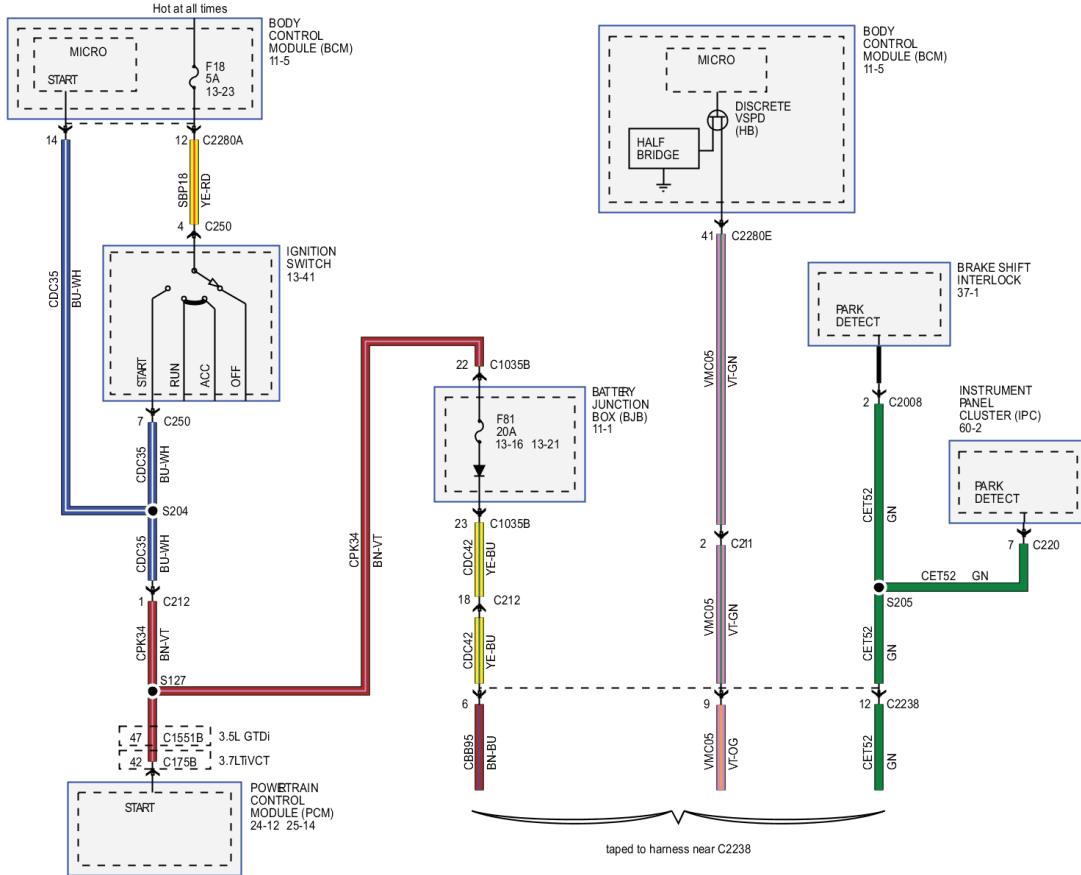 Hot at all times
BODY
CONTROL
MODULE (BCM)
11-5
MICRO
START
F18
5A
13-23
14
12
C2280A
SBP18
YE-RD
4
C250
CDC35
BU-WH
IGNITION
SWITCH
13-41
START
RUN
ACC
OFF
7
C250
CDC35
BU-WH
S204
CDC35
BU-WH
1
C212
CPK34
BN-VT
S127
47
C1551B
3.5L GTDi
42
C175B
3.7LTiVCT
START
POWERTRAIN
CONTROL
MODULE (PCM)
24-12 25-14
CPK34
BN-VT
22
C1035B
BATTERY
JUNCTION
BOX (BJB)
11-1
F81
20A
13-16 13-21
23
C1035B
CDC42
YE-BU
18
C212
CDC42
YE-BU
6
CBB95
BN-BU
BODY
CONTROL
MODULE (BCM)
11-5
MICRO
DISCRETE
VSPD
(HB)
HALF
BRIDGE
41
C2280E
VMC05
VT-GN
2
C211
VMC05
VT-GN
9
VMC05
VT-OG
BRAKE SHIFT
INTERLOCK
37-1
PARK
DETECT
2
C2008
CET52
GN
INSTRUMENT
PANEL
CLUSTER (IPC)
60-2
PARK
DETECT
7
C220
CET52 GN
S205
CET52
GN
12
C2238
CET52
GN
taped to harness near C2238